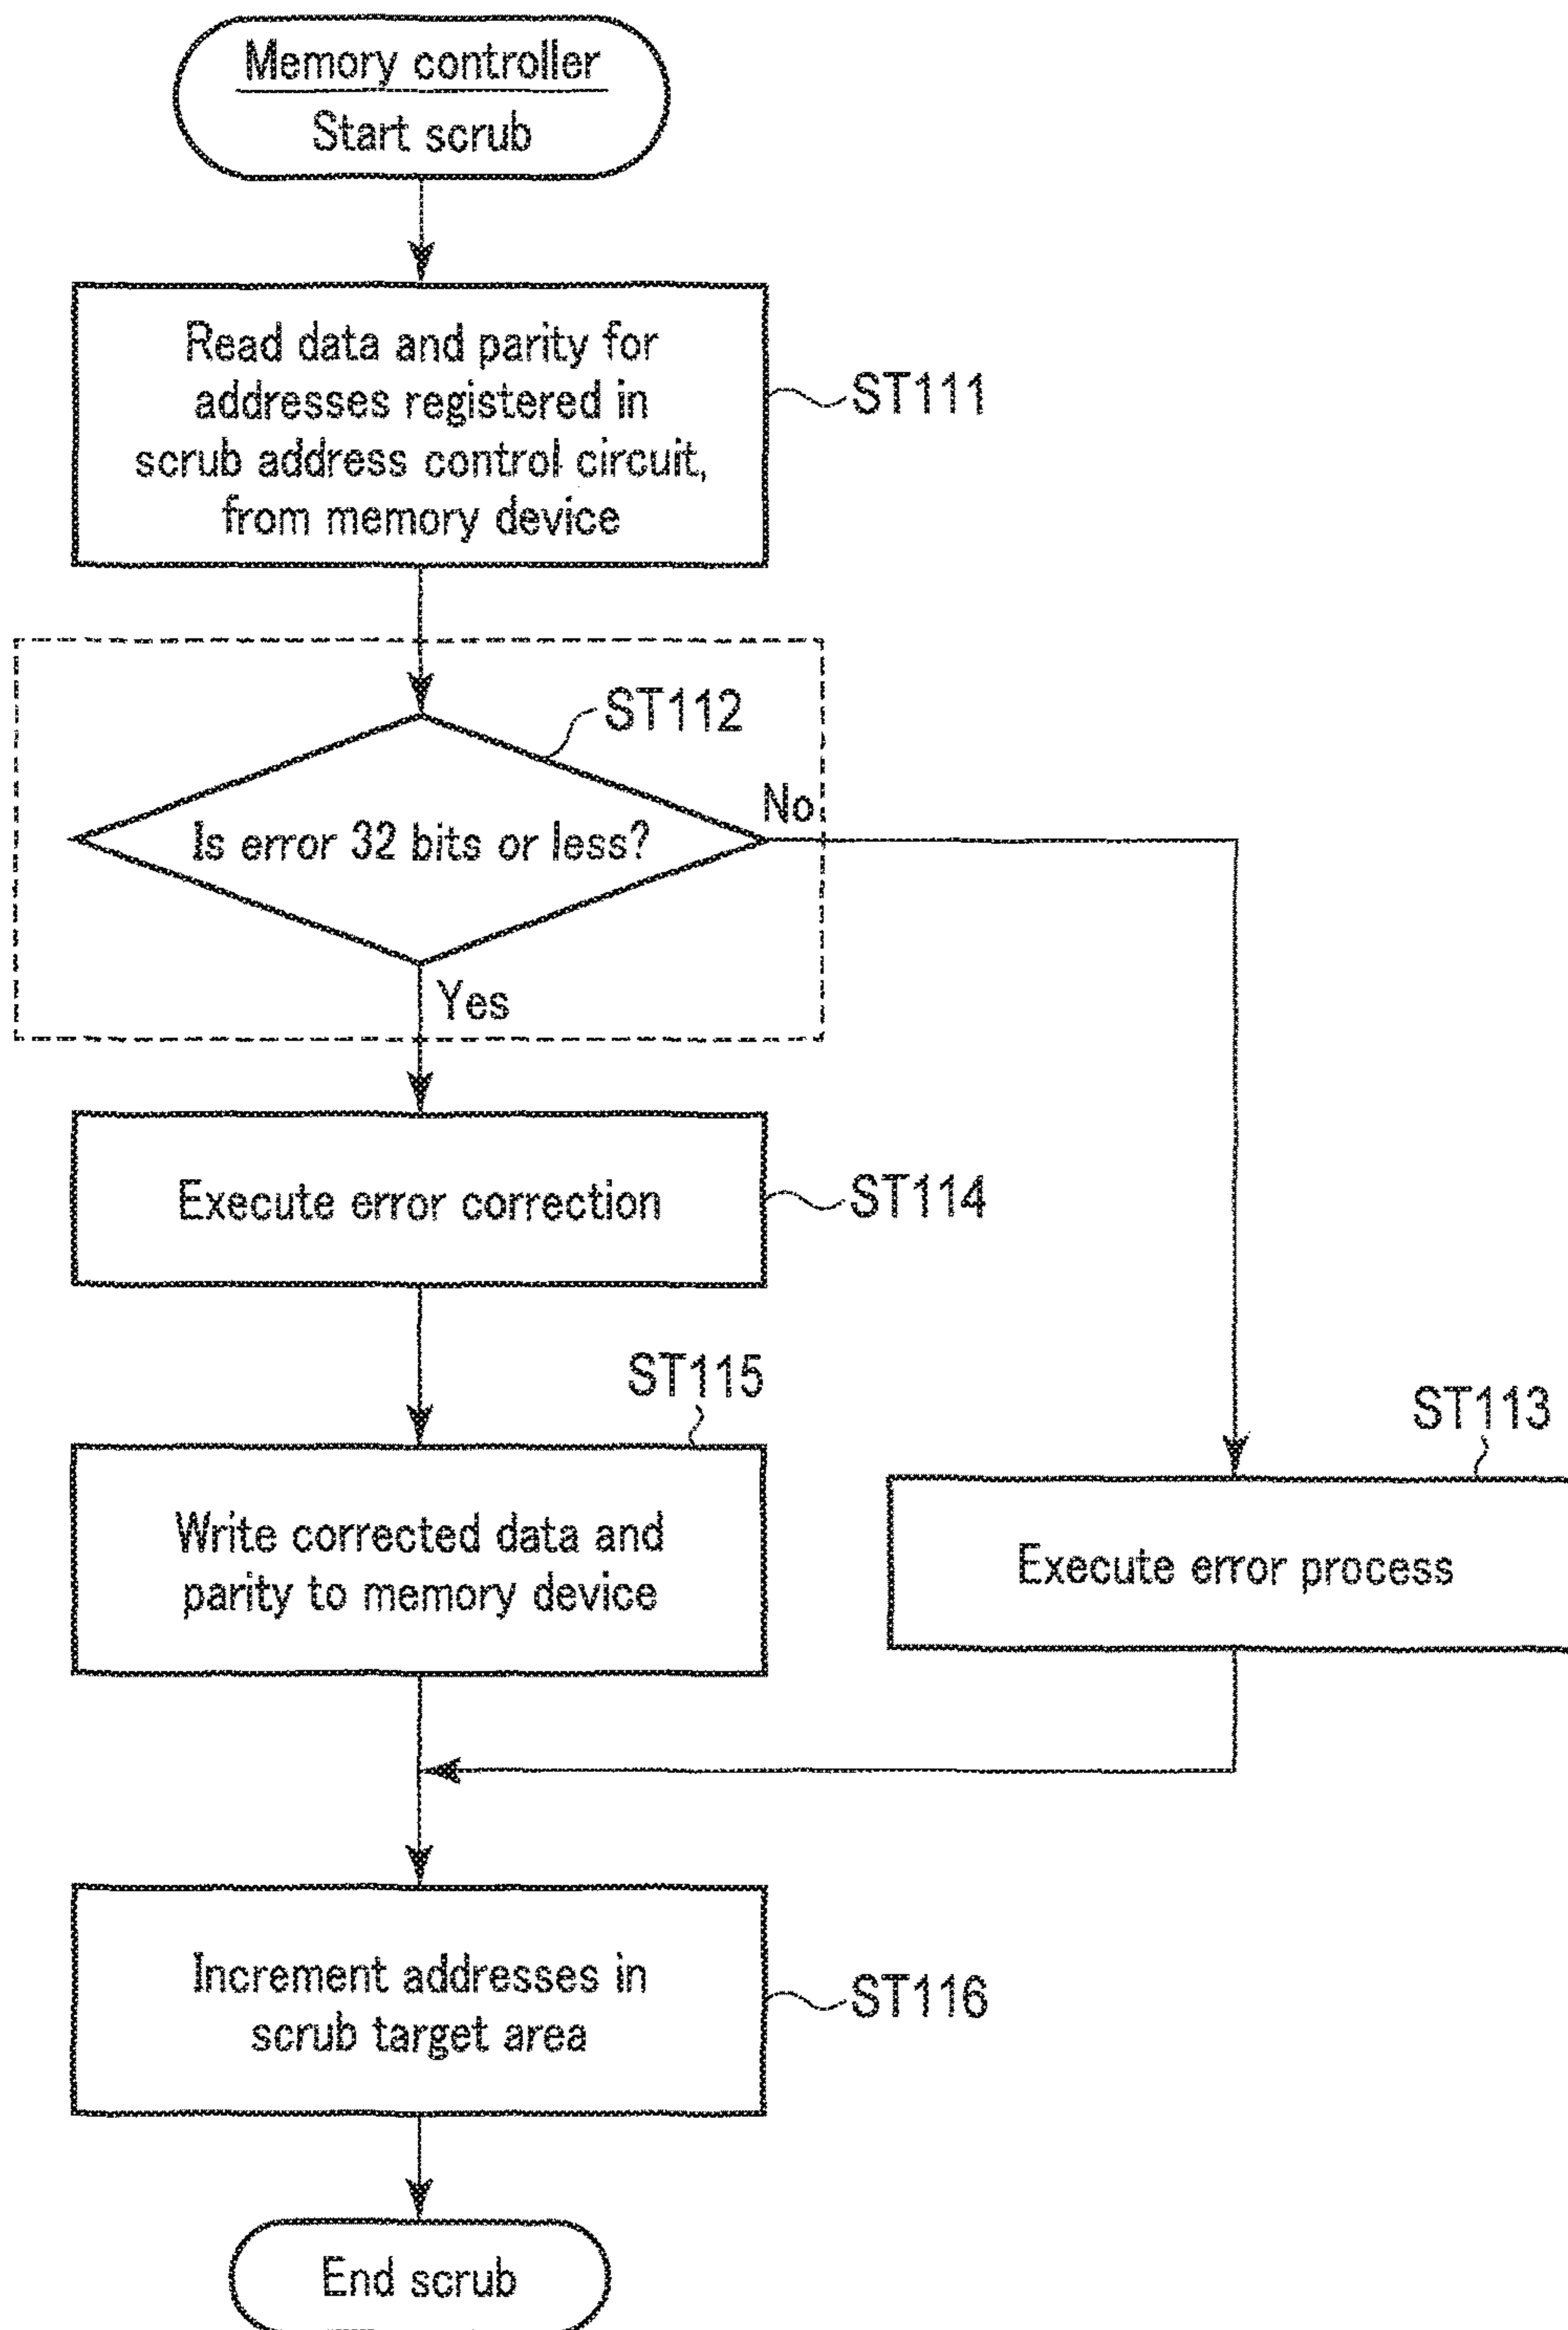 Memory controller
Start scrub
Read data and parity for
addresses registered in
scrub address control circuit,
from memory device
ST111
ST112
Is error 32 bits or less?
No
Yes
Execute error correction
ST114
ST115
Write corrected data and
parity to memory device
ST113
Execute error process
Increment addresses in
scrub target area
ST116
End scrub